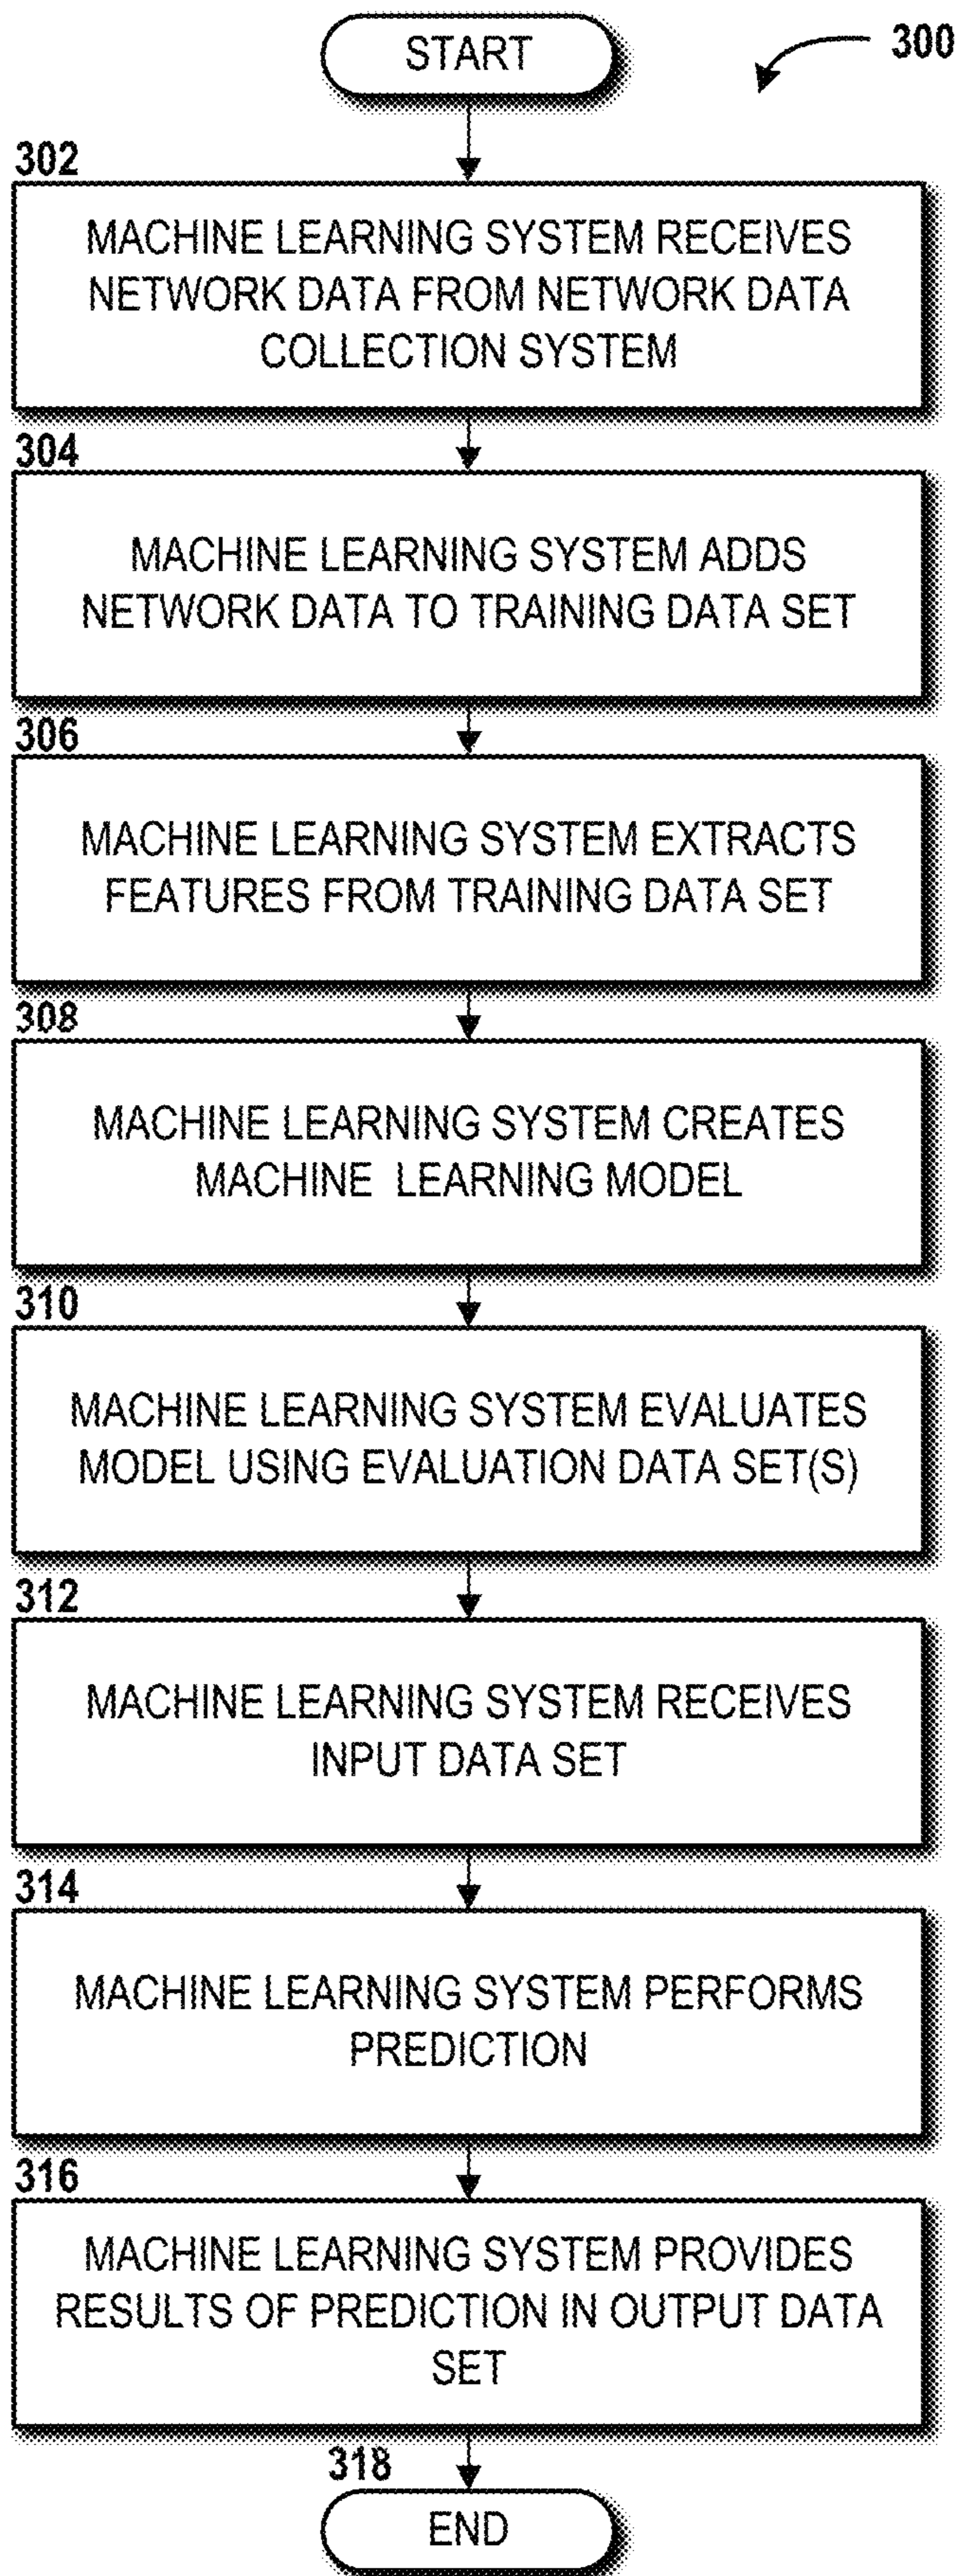 START
300
302
MACHINE LEARNING SYSTEM RECEIVES
NETWORK DATA FROM NETWORK DATA
COLLECTION SYSTEM
304
MACHINE LEARNING SYSTEM ADDS
NETWORK DATA TO TRAINING DATA SET
306
MACHINE LEARNING SYSTEM EXTRACTS
FEATURES FROM TRAINING DATA SET
308
MACHINE LEARNING SYSTEM CREATES
MACHINE LEARNING MODEL
310
MACHINE LEARNING SYSTEM EVALUATES
MODEL USING EVALUATION DATA SET(S)
312
MACHINE LEARNING SYSTEM RECEIVES
INPUT DATA SET
314
MACHINE LEARNING SYSTEM PERFORMS
PREDICTION
316
MACHINE LEARNING SYSTEM PROVIDES
RESULTS OF PREDICTION IN OUTPUT DATA
SET
318
END